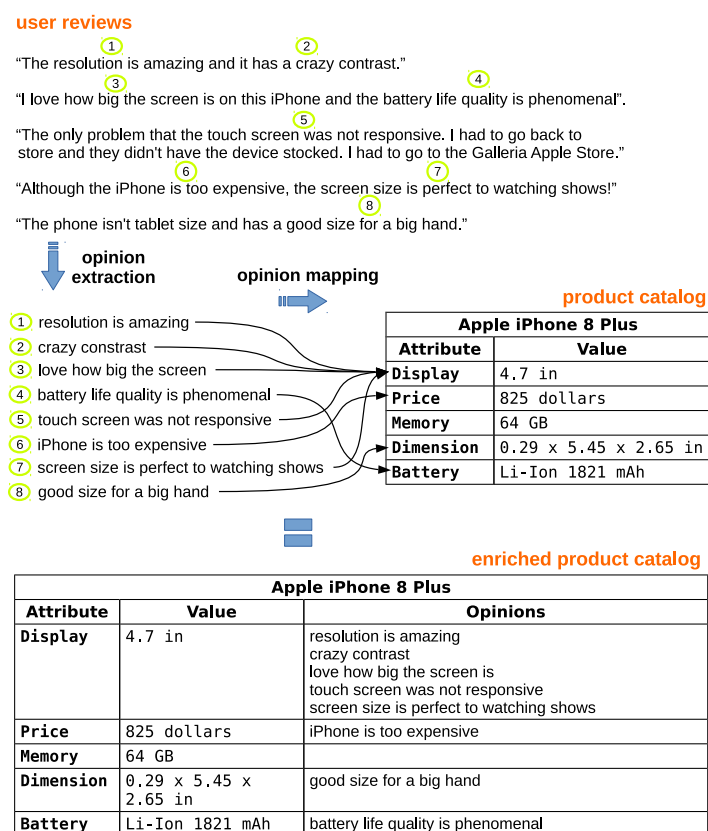 user reviews
1 2
“The resolution is amazing and it has a crazy contrast.”
3 4
“I love how big the screen is on this iPhone and the battery life quality is phenomenal”.
5
“The only problem that the touch screen was not responsive. I had to go back to
store and they didn't have the device stocked. I had to go to the Galleria Apple Store.”
6 7
“Although the iPhone is too expensive, the screen size is perfect to watching shows!”
8
“The phone isn't tablet size and has a good size for a big hand.”
opinion
extraction
opinion mapping
1 resolution is amazing
2 crazy constrast
3 love how big the screen
4 battery life quality is phenomenal
5 touch screen was not responsive
6 iPhone is too expensive
7 screen size is perfect to watching shows
8 good size for a big hand
product catalog
Apple iPhone 8 Plus
Attribute Value
Display 4.7 in
Price 825 dollars
Memory 64 GB
Dimension 0.29 x 5.45 x 2.65 in
Battery Li-Ion 1821 mAh
enriched product catalog
Apple iPhone 8 Plus
Attribute Value Opinions
Display 4.7 in resolution is amazing
crazy contrast
love how big the screen is
touch screen was not responsive
screen size is perfect to watching shows
Price 825 dollars iPhone is too expensive
Memory 64 GB
Dimension 0.29 x 5.45 x good size for a big hand
2.65 in
Battery Li-Ion 1821 mAh battery life quality is phenomenal